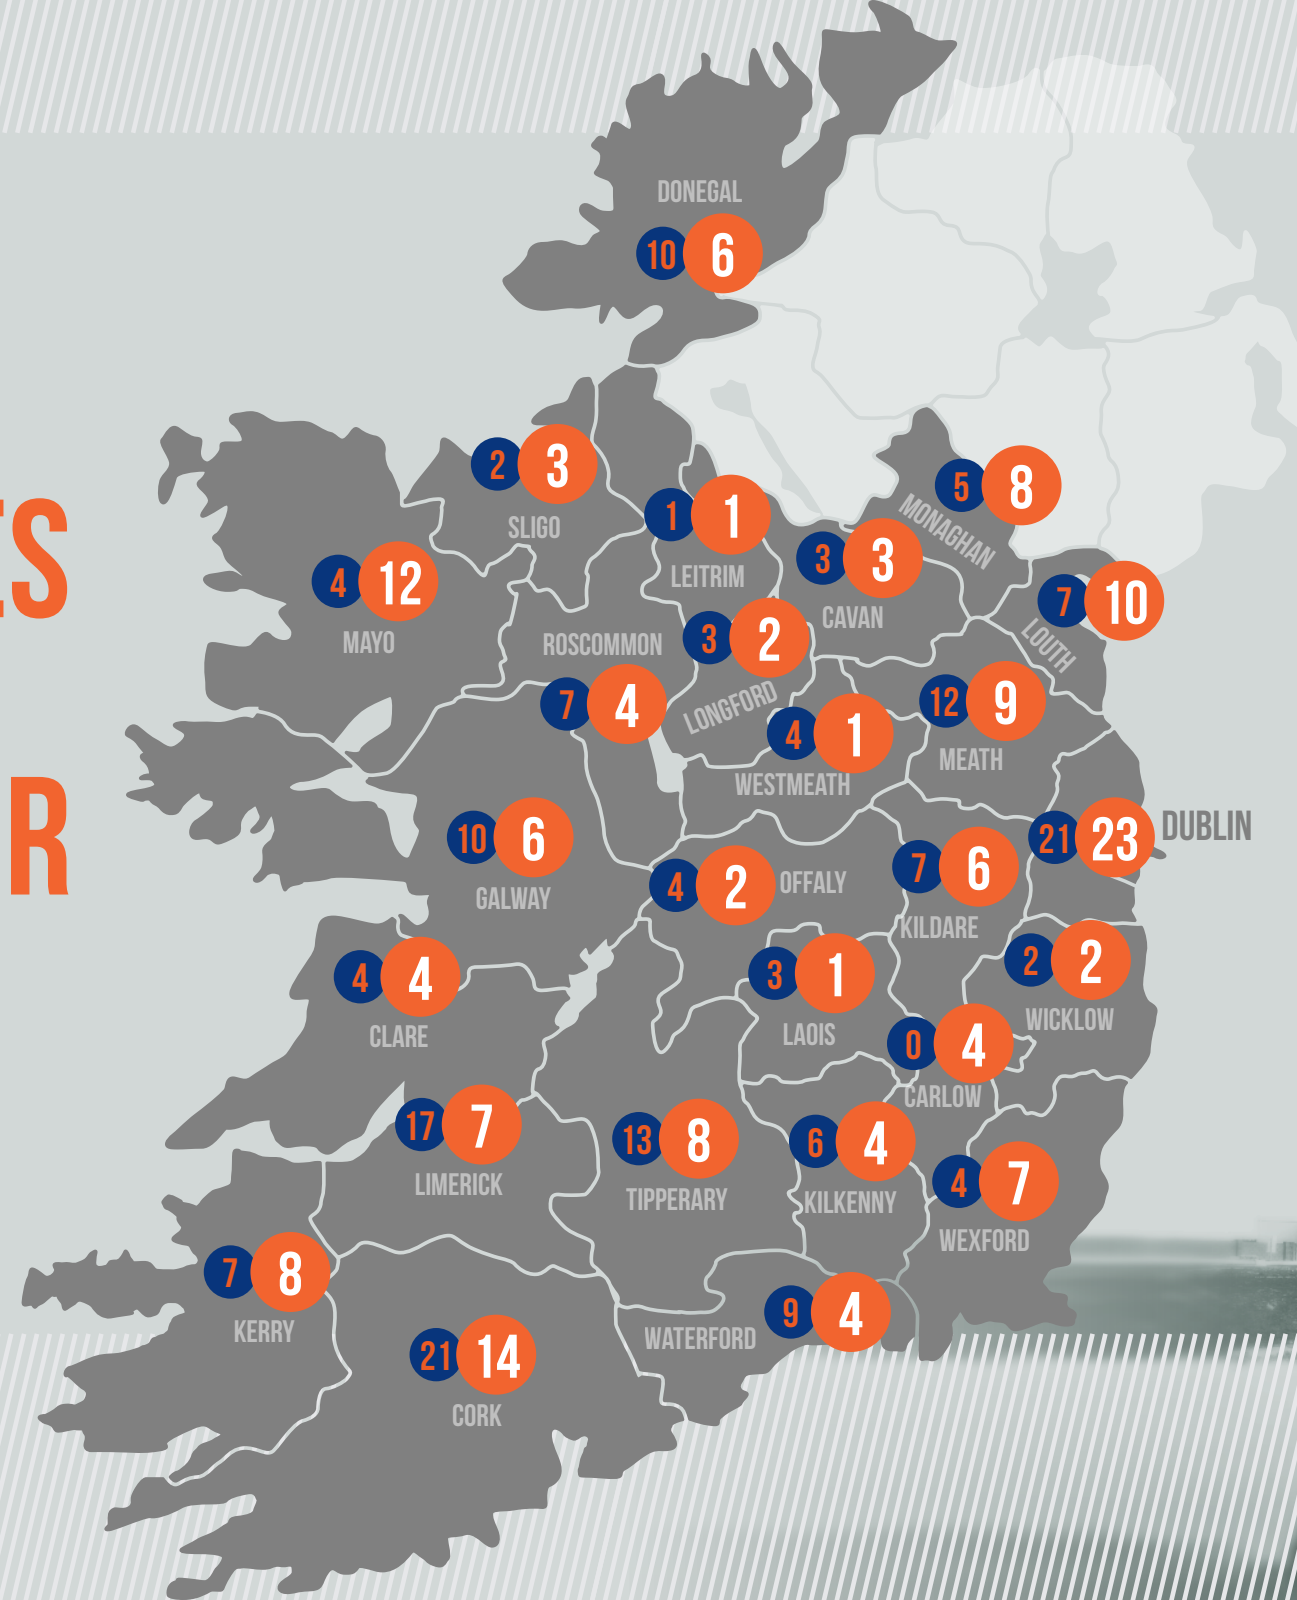 DONEGAL
10 6
2 3
SLIGO
5 8
MONAGHAN
1 1
LEITRIM
3 3
CAVAN
ES
4 12
MAYO
7 10
LOUTH
ROSCOMMON
7 4
3 2
LONGFORD
12 9
MEATH
4 1
WESTMEATH
R
10 6
GALWAY
21 23 DUBLIN
7 6
KILDARE
4 2 OFFALY
4 4
CLARE
3 1
LAOIS
2 2
WICKLOW
0 4
CARLOW
17 7
LIMERICK
13 8
TIPPERARY
6 4
KILKENNY
4 7
WEXFORD
7 8
KERRY
9 4
WATERFORD
21 14
CORK